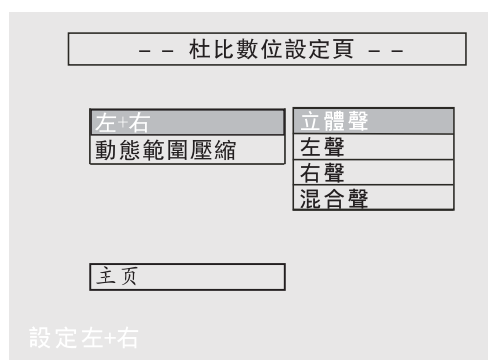 －－ 杜比數位設定頁 －－
左+右
動態範圍壓縮
立體聲
左聲
右聲
混合聲
主页
設定左+右